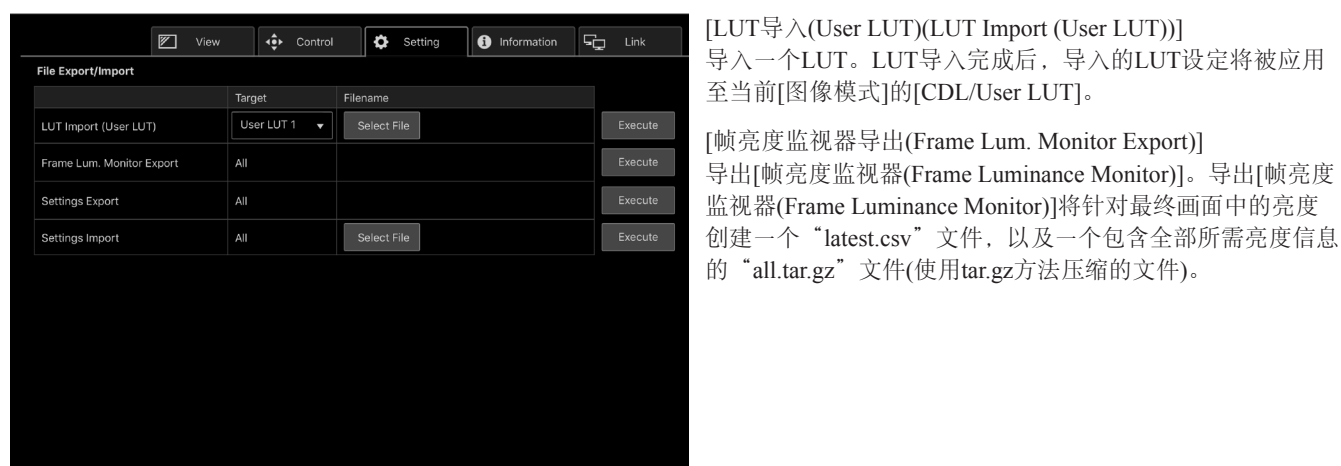 View Control Setting Information Link
File Export/Import
Target Filename
LUT Import (User LUT) User LUT 1 Select File Execute
Frame Lum. Monitor Export All Execute
Settings Export All Execute
Settings Import All Select File Execute
[LUT导入(User LUT)(LUT Import (User LUT))]
导入一个LUT。LUT导入完成后，导入的LUT设定将被应用
至当前[图像模式]的[CDL/User LUT]。
[帧亮度监视器导出(Frame Lum. Monitor Export)]
导出[帧亮度监视器(Frame Luminance Monitor)]。导出[帧亮度
监视器(Frame Luminance Monitor)]将针对最终画面中的亮度
创建一个“latest.csv”文件，以及一个包含全部所需亮度信息
的“all.tar.gz”文件(使用tar.gz方法压缩的文件)。